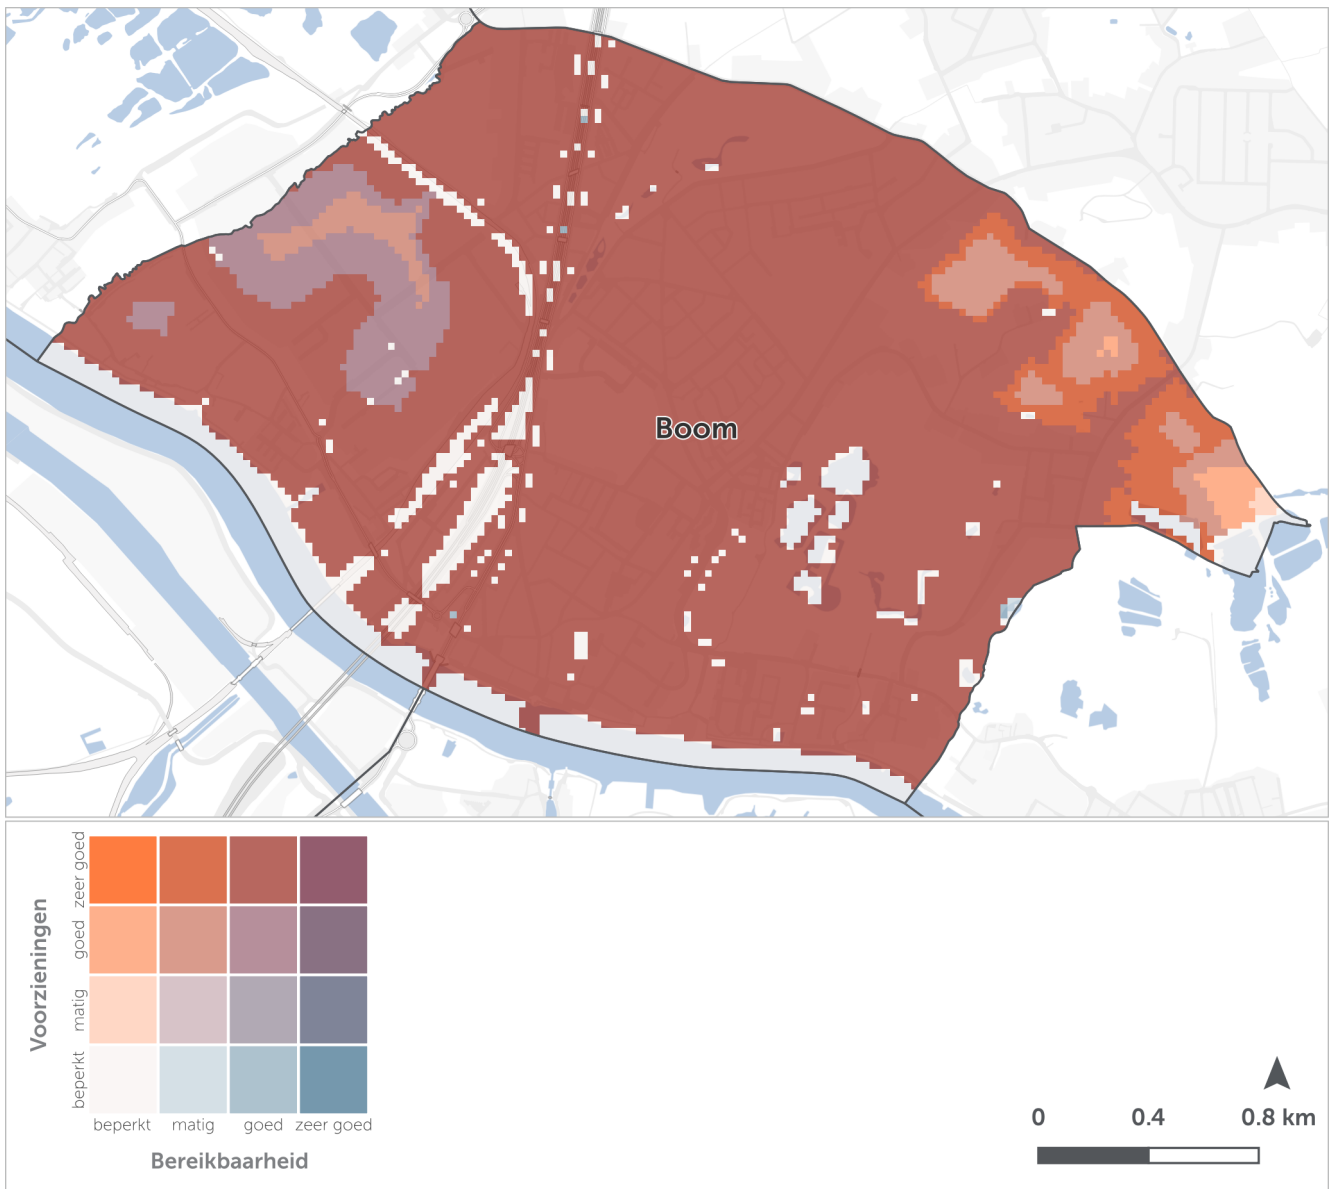 Boom
Voorzieningen
zeer goed
goed
matig
beperkt
beperkt matig goed zeer goed
Bereikbaarheid
0 0.4 0.8 km